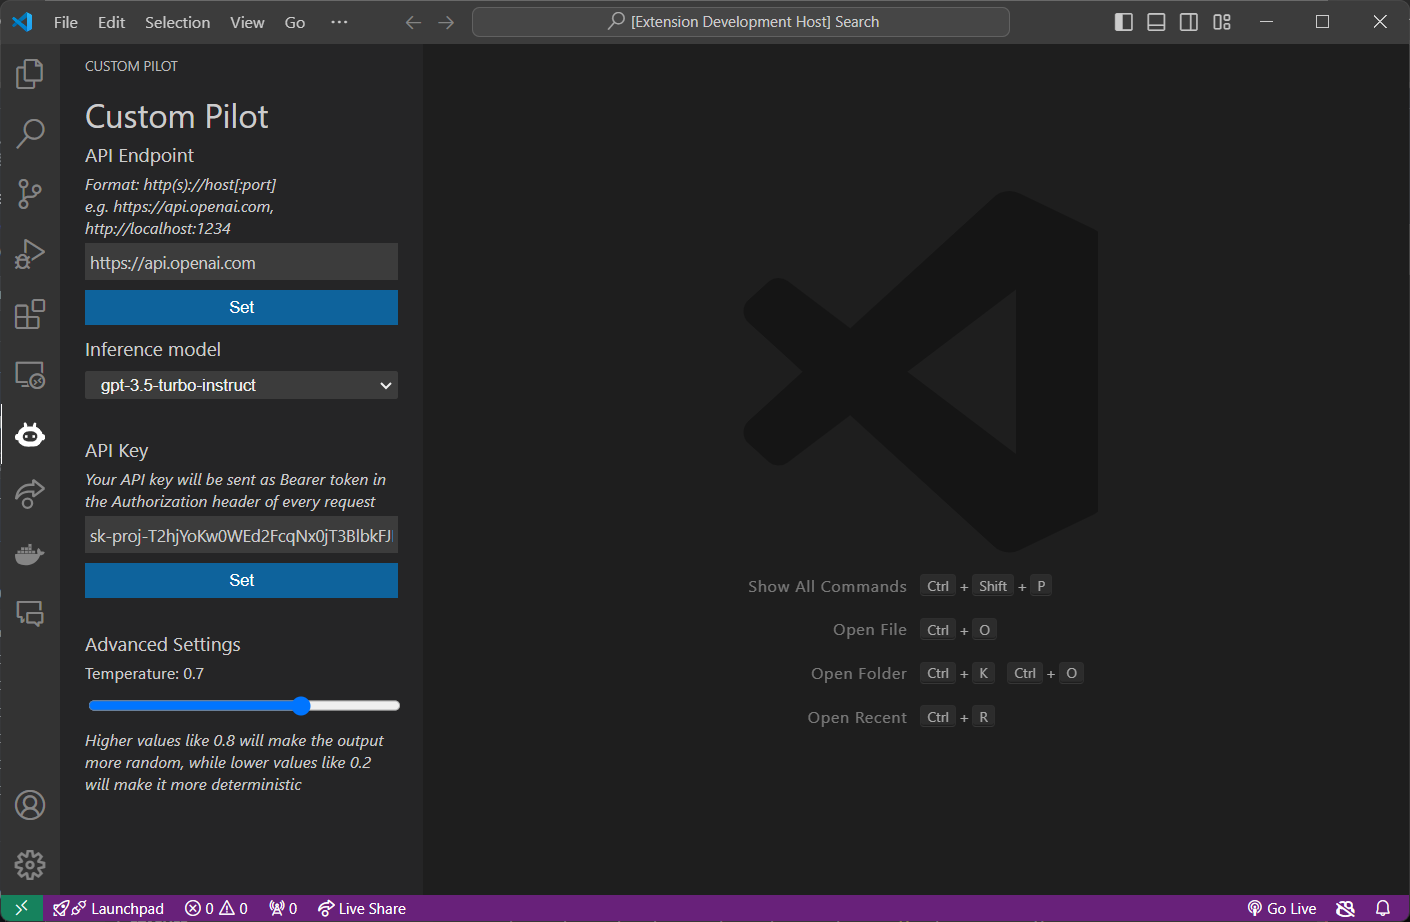 File Edit Selection View Go ···
[Extension Development Host] Search
CUSTOM PILOT
Custom Pilot
API Endpoint
Format: http(s)://host[:port]
e.g. https://api.openai.com,
http://localhost:1234
https://api.openai.com
Set
Inference model
gpt-3.5-turbo-instruct
API Key
Your API key will be sent as Bearer token in
the Authorization header of every request
sk-proj-T2hjYoKw0WEd2FcqNx0jT3BlbkFJ
Set
Advanced Settings
Temperature: 0.7
Higher values like 0.8 will make the output
more random, while lower values like 0.2
will make it more deterministic
Show All Commands Ctrl + Shift + P
Open File Ctrl + O
Open Folder Ctrl + K Ctrl + O
Open Recent Ctrl + R
Launchpad 0 0 0 Live Share
Go Live